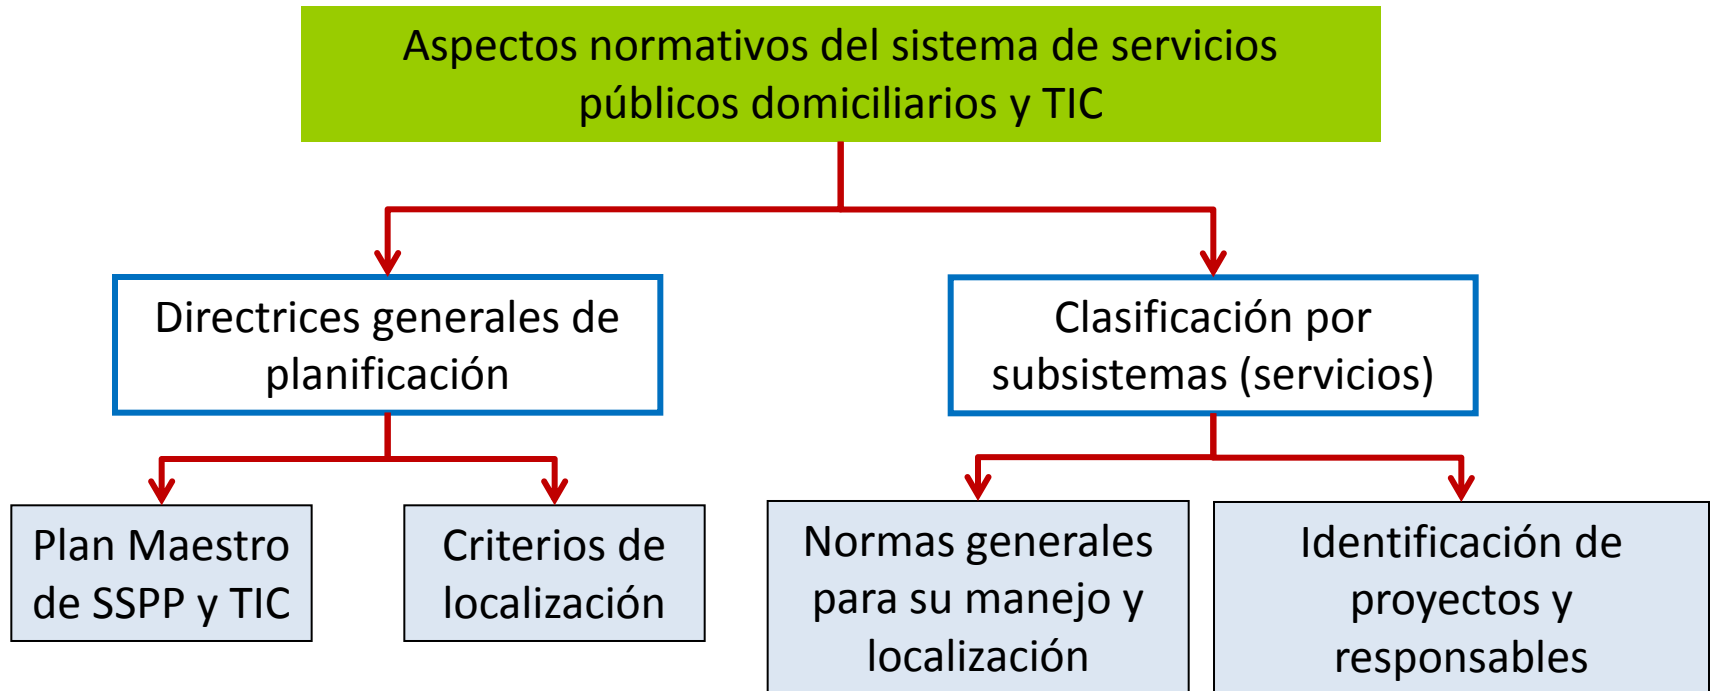 Aspectos normativos del sistema de servicios
públicos domiciliarios y TIC
Directrices generales de
planificación
Clasificación por
subsistemas (servicios)
Plan Maestro
de SSPP y TIC
Criterios de
localización
Normas generales
para su manejo y
localización
Identificación de
proyectos y
responsables